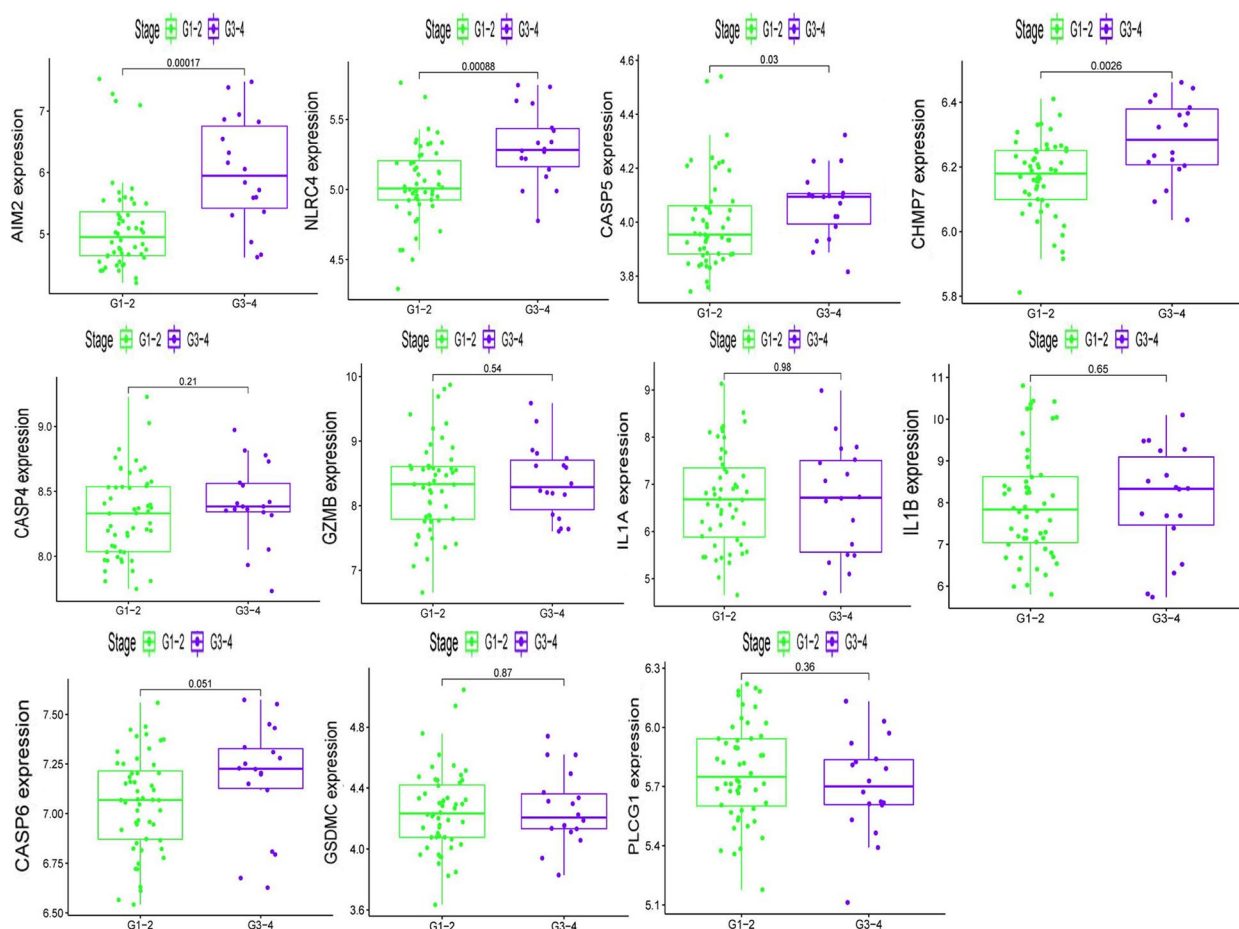 Stage G1-2 G3-4
0.00017
AIM2 expression
7
6
5
G1-2 G3-4
Stage G1-2 G3-4
0.00088
NLRC4 expression
5.5
5.0
4.5
G1-2 G3-4
Stage G1-2 G3-4
0.03
CASP5 expression
4.6
4.4
4.2
4.0
3.8
G1-2 G3-4
Stage G1-2 G3-4
0.0026
CHMP7 expression
6.4
6.2
6.0
5.8
G1-2 G3-4
Stage G1-2 G3-4
0.21
CASP4 expression
9.0
8.5
8.0
G1-2 G3-4
Stage G1-2 G3-4
0.54
GZMB expression
10
9
8
7
G1-2 G3-4
Stage G1-2 G3-4
0.98
IL1A expression
9
8
7
6
5
G1-2 G3-4
Stage G1-2 G3-4
0.65
IL1B expression
11
10
9
8
7
6
G1-2 G3-4
Stage G1-2 G3-4
0.051
CASP6 expression
7.50
7.25
7.00
6.75
6.50
G1-2 G3-4
Stage G1-2 G3-4
0.87
GSDMC expression
4.8
4.4
4.0
3.6
G1-2 G3-4
Stage G1-2 G3-4
0.36
PLCG1 expression
6.3
6.0
5.7
5.4
5.1
G1-2 G3-4